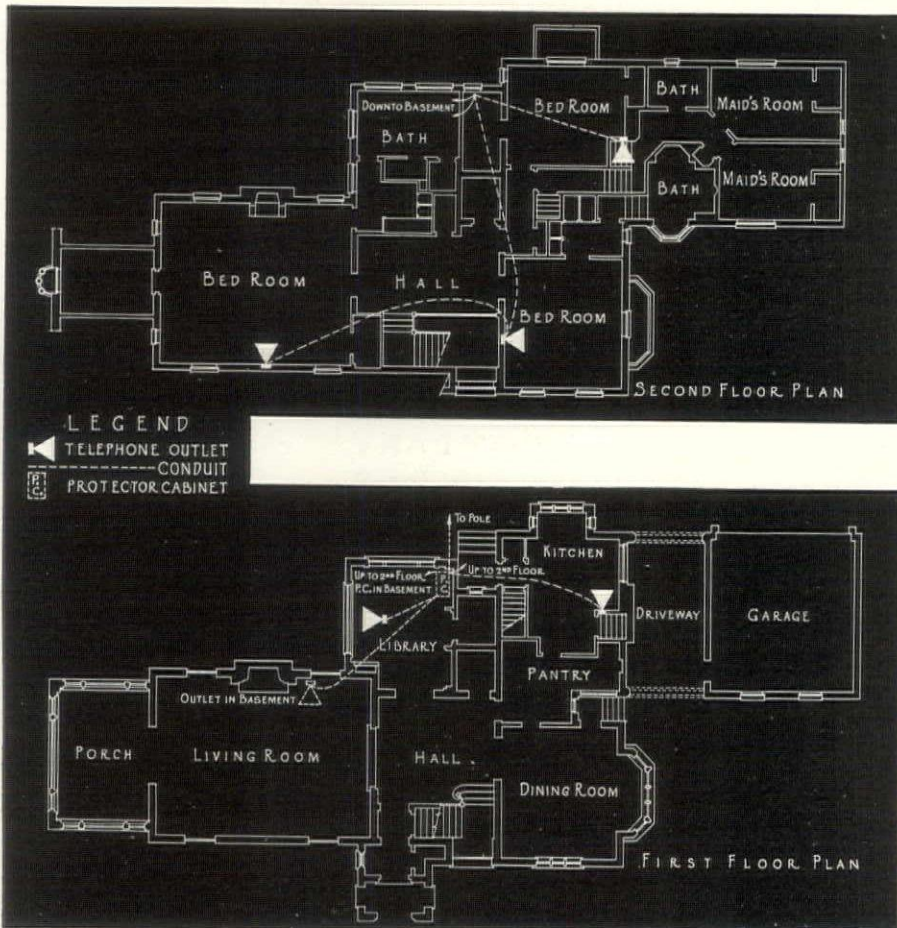 DOWN TO BASEMENT
BATH
BED ROOM
BATH
MAID'S ROOM
MAID'S ROOM
BATH
BED ROOM
HALL
BED ROOM
SECOND FLOOR PLAN
LEGEND
TELEPHONE OUTLET
CONDUIT
P.C. PROTECTOR CABINET
TO POLE
KITCHEN
UP TO 2ND FLOOR
UP TO 2ND FLOOR
P.C. IN BASEMENT
P.C.
LIBRARY
DRIVEWAY
GARAGE
PANTRY
OUTLET IN BASEMENT
PORCH
LIVING ROOM
HALL
DINING ROOM
FIRST FLOOR PLAN